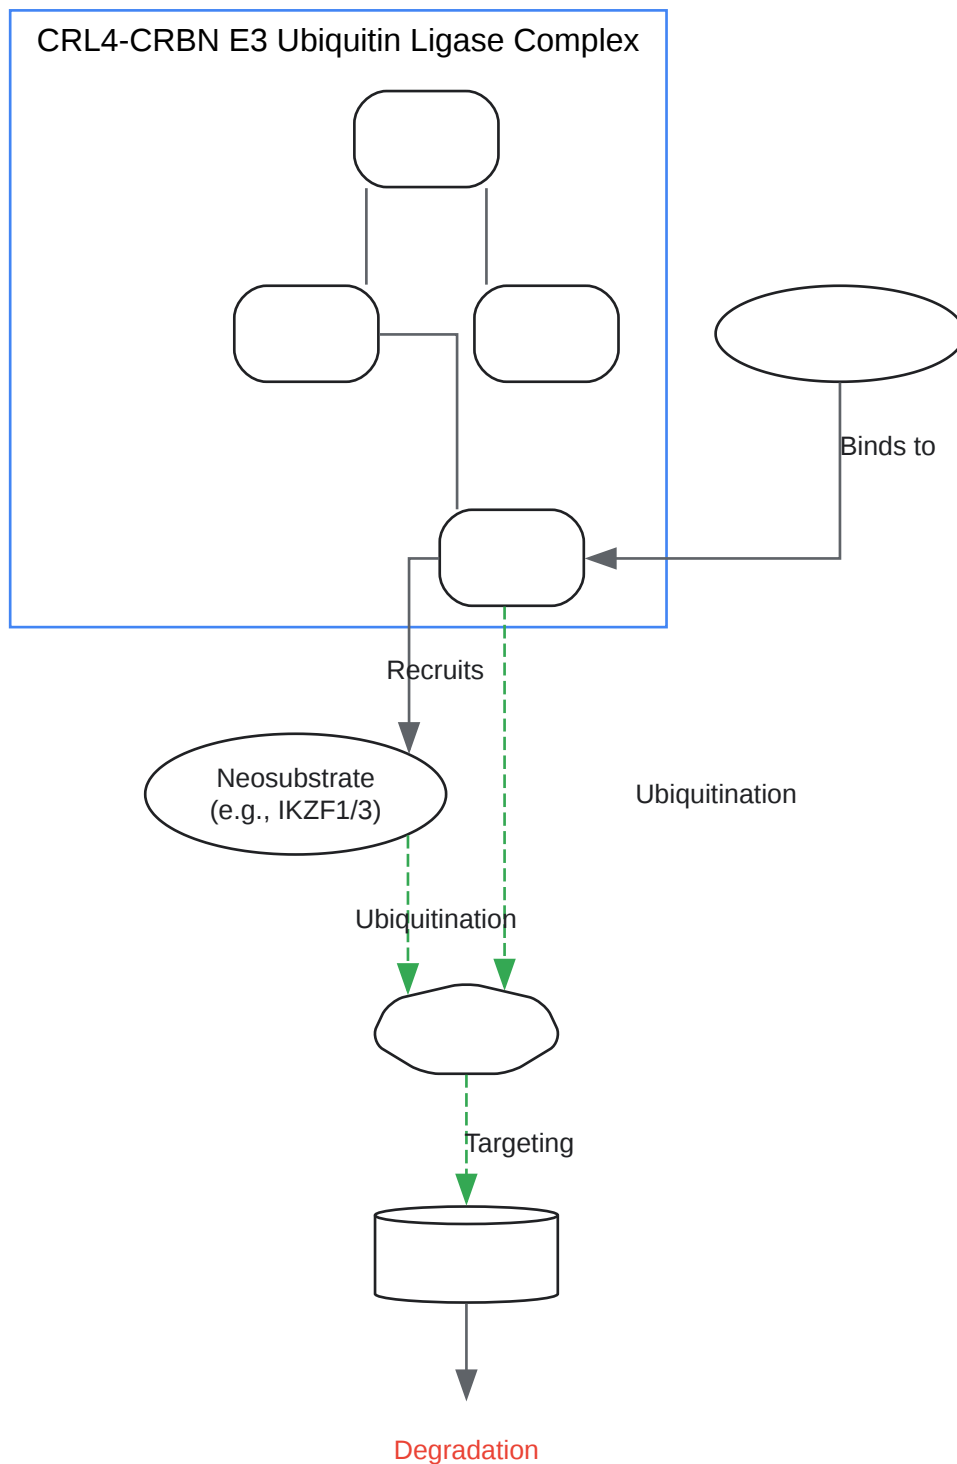 CRL4-CRBN E3 Ubiquitin Ligase Complex
Binds to
Recruits
Neosubstrate
(e.g., IKZF1/3)
Ubiquitination
Ubiquitination
Targeting
Degradation